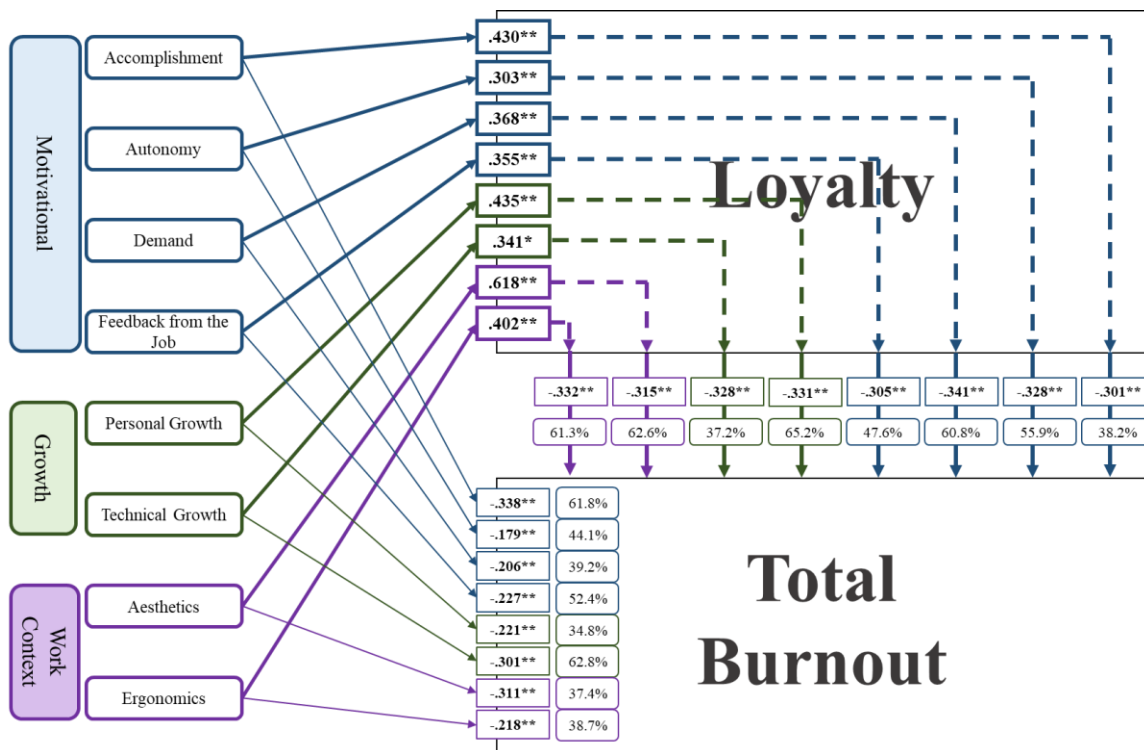 Motivational
Accomplishment
Autonomy
Demand
Feedback from the
Job
Growth
Personal Growth
Technical Growth
Work
Context
Aesthetics
Ergonomics
.430**
.303**
.368**
.355**
.435**
.341*
.618**
.402**
Loyalty
-.332** -.315** -.328** -.331** -.305** -.341** -.328** -.301**
61.3% 62.6% 37.2% 65.2% 47.6% 60.8% 55.9% 38.2%
-.338** 61.8%
-.179** 44.1%
-.206** 39.2%
-.227** 52.4%
-.221** 34.8%
-.301** 62.8%
-.311** 37.4%
-.218** 38.7%
Total
Burnout